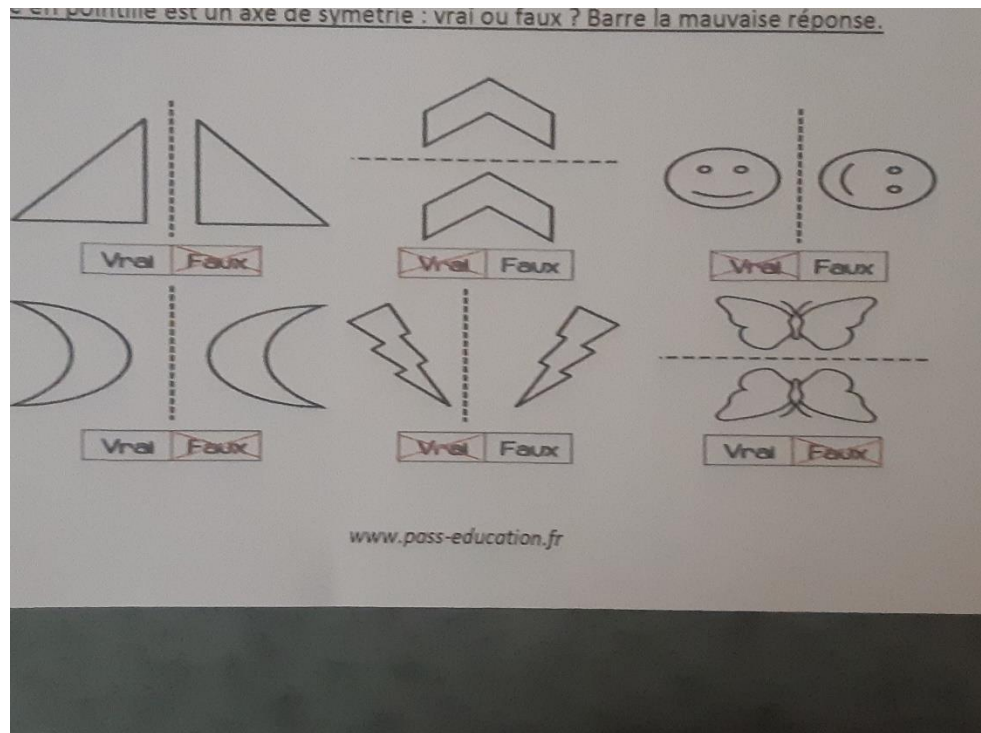 en pointillé est un axe de symétrie : vrai ou faux ? Barre la mauvaise réponse.
Vrai Faux Vrai Faux Vrai Faux
Vrai Faux Vrai Faux Vrai Faux
www.pass-education.fr